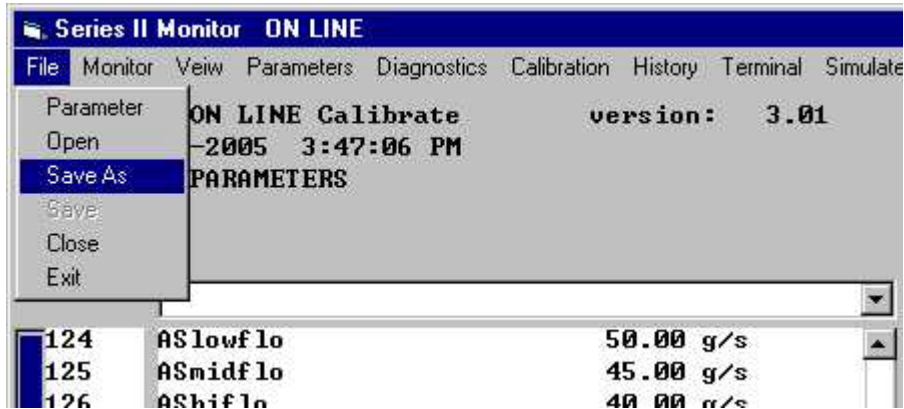 Series II Monitor ON LINE
File Monitor Veiw Parameters Diagnostics Calibration History Terminal Simulate
Parameter
Open
Save As
Save
Close
Exit
ON LINE Calibrate version: 3.01
-2005 3:47:06 PM
PARAMETERS
124 ASlowflo 50.00 g/s
125 ASmidflo 45.00 g/s
126 AShiflo 40.00 g/s